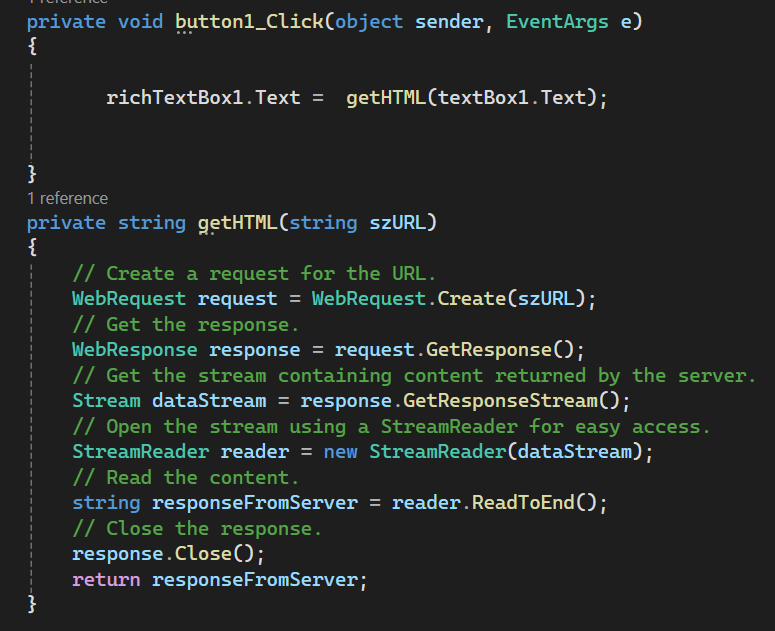 1 reference
private void button1_Click(object sender, EventArgs e)
{
richTextBox1.Text =  getHTML(textBox1.Text);
}
1 reference
private string getHTML(string szURL)
{
// Create a request for the URL.
WebRequest request = WebRequest.Create(szURL);
// Get the response.
WebResponse response = request.GetResponse();
// Get the stream containing content returned by the server.
Stream dataStream = response.GetResponseStream();
// Open the stream using a StreamReader for easy access.
StreamReader reader = new StreamReader(dataStream);
// Read the content.
string responseFromServer = reader.ReadToEnd();
// Close the response.
response.Close();
return responseFromServer;
}